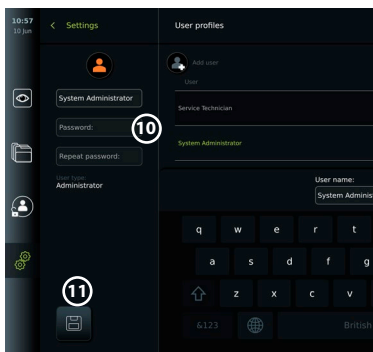 10:57
10 Jun
Settings
User profiles
Add user
User
System Administrator
Service Technician
Password:
10
System Administrator
Repeat password:
User type:
Administrator
User name:
System Adminis
q w e r t
a s d f g
11
z x c v
&123
British